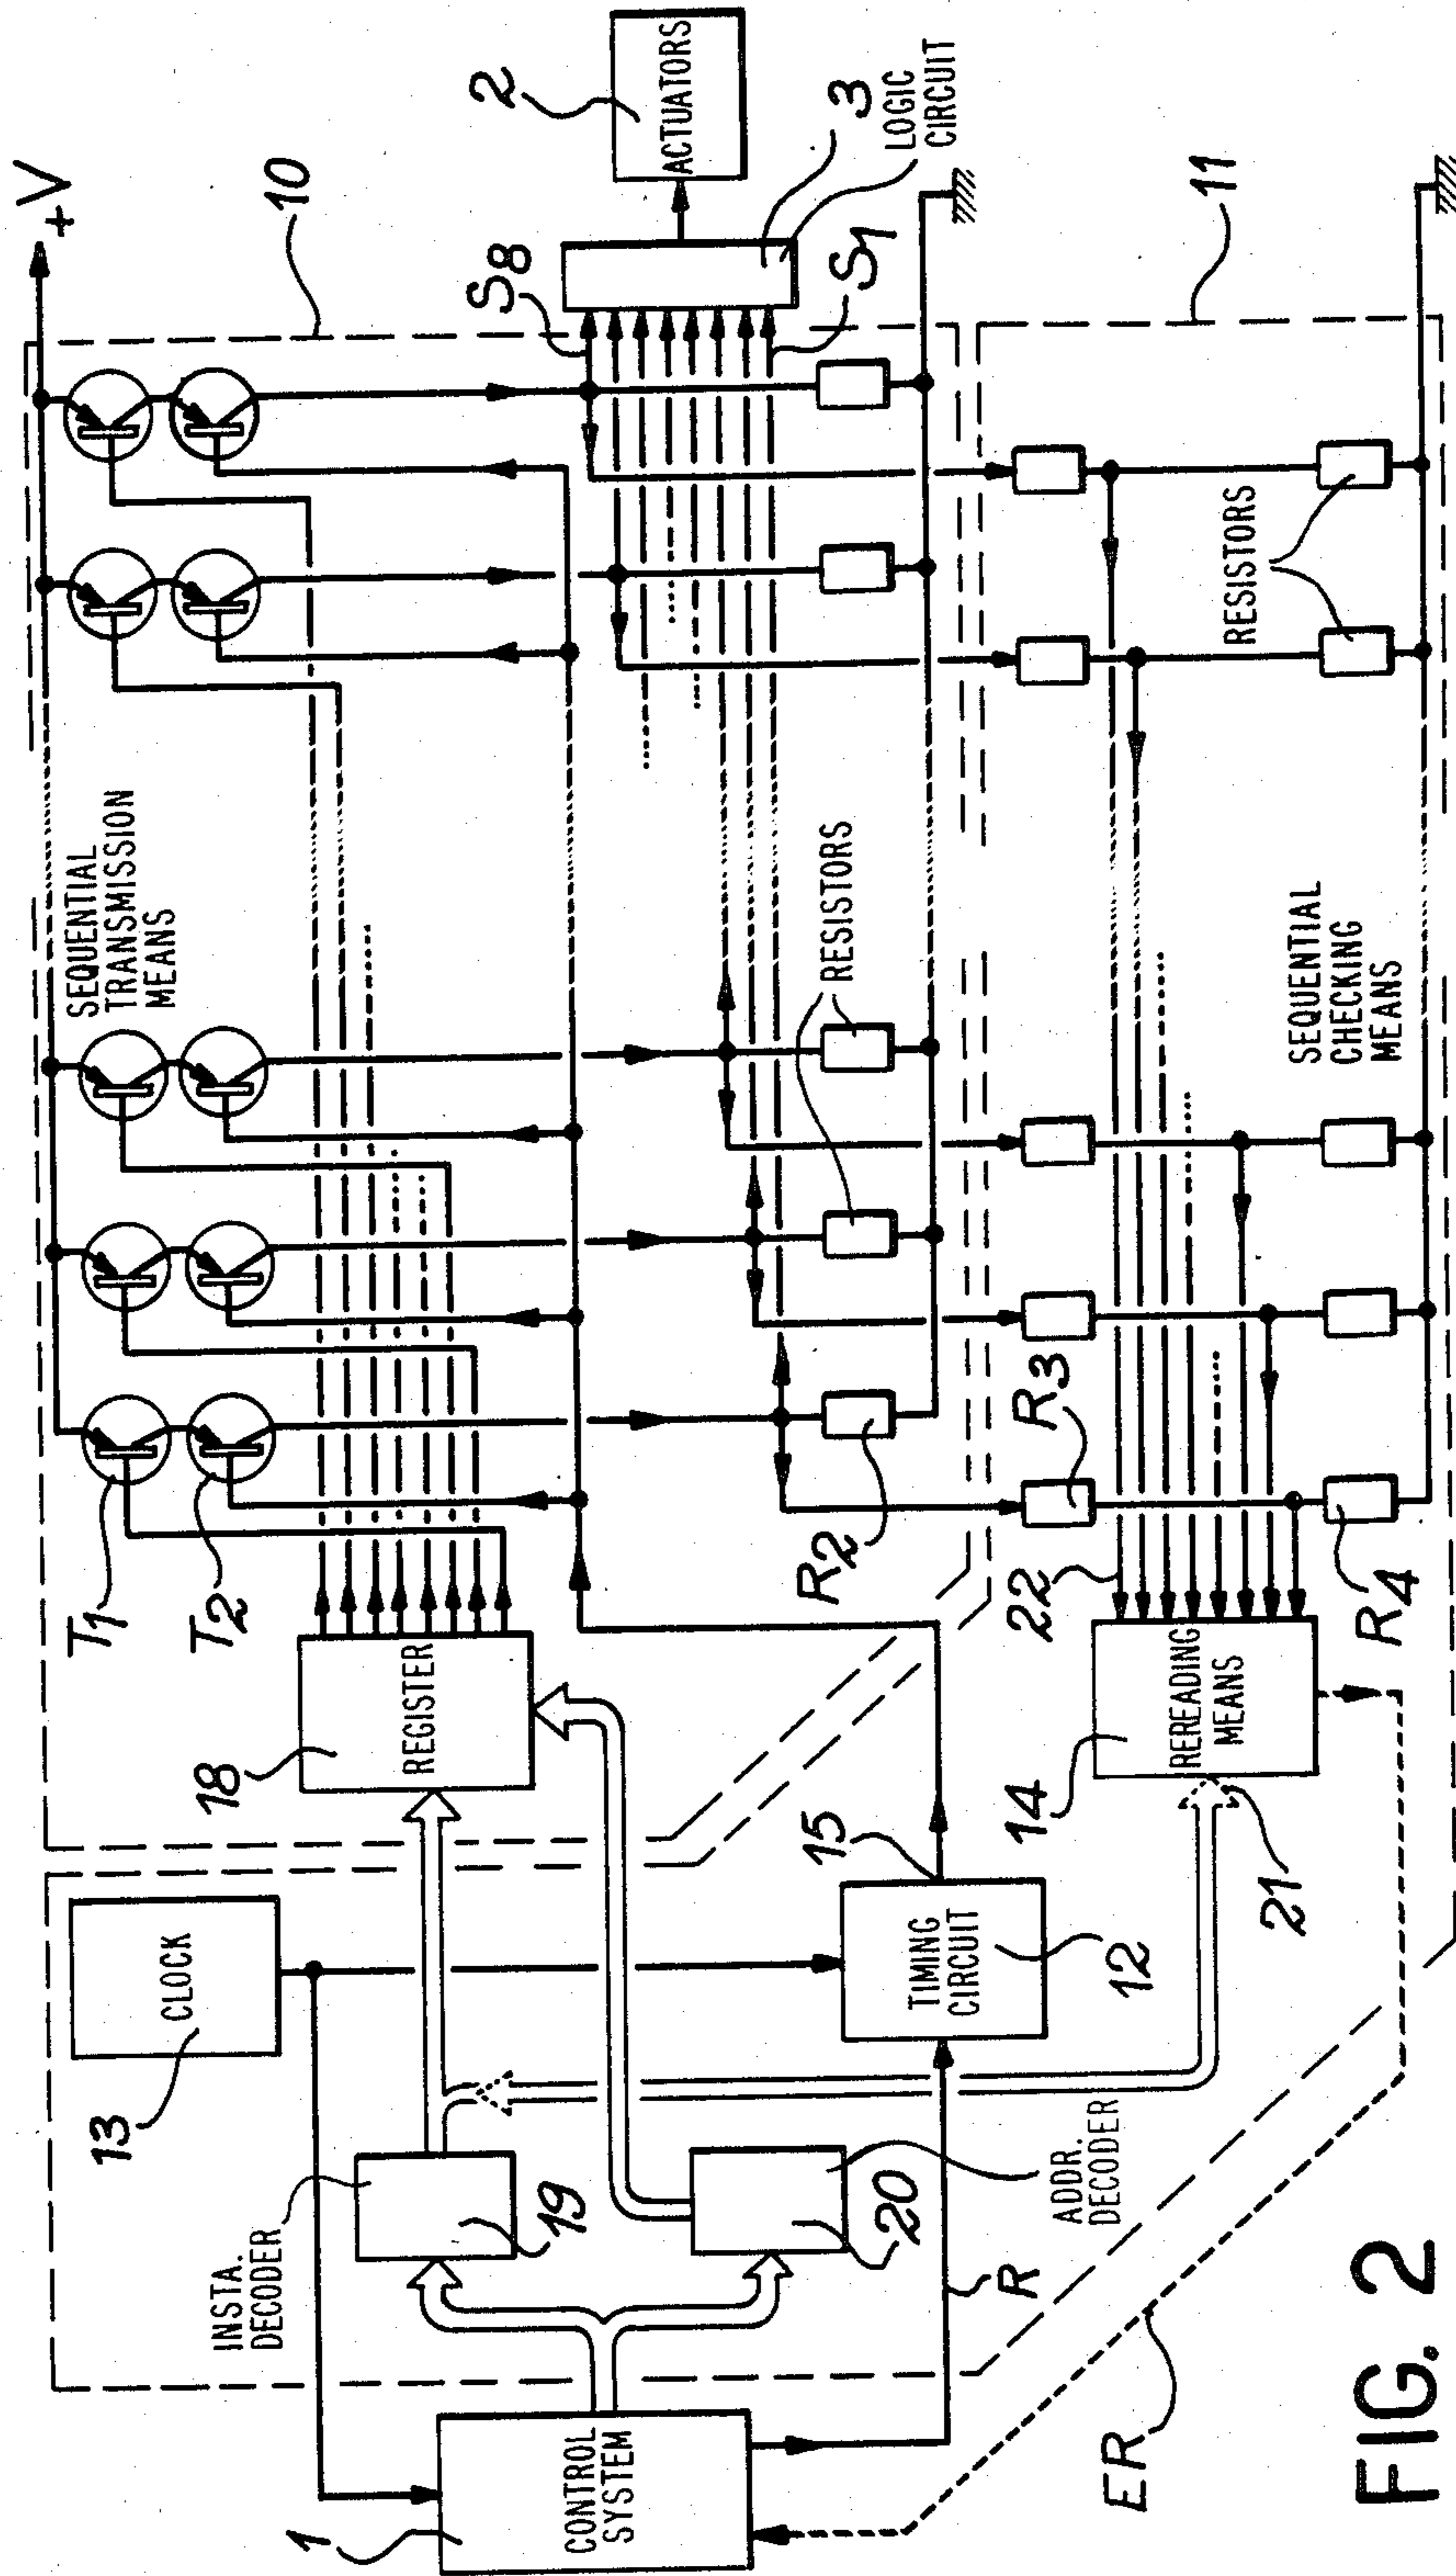 +V
10
SEQUENTIAL
TRANSMISSION
MEANS
T1
T2
18
REGISTER
CLOCK
13
INSTA.
DECODER
19
20
ADDR.
DECODER
1
CONTROL
SYSTEM
R
ER
TIMING
CIRCUIT
12
15
S8
S1
2
ACTUATORS
3
LOGIC
CIRCUIT
RESISTORS
R2
R3
R4
22
14
REREADING
MEANS
21
11
RESISTORS
SEQUENTIAL
CHECKING
MEANS
FIG. 2